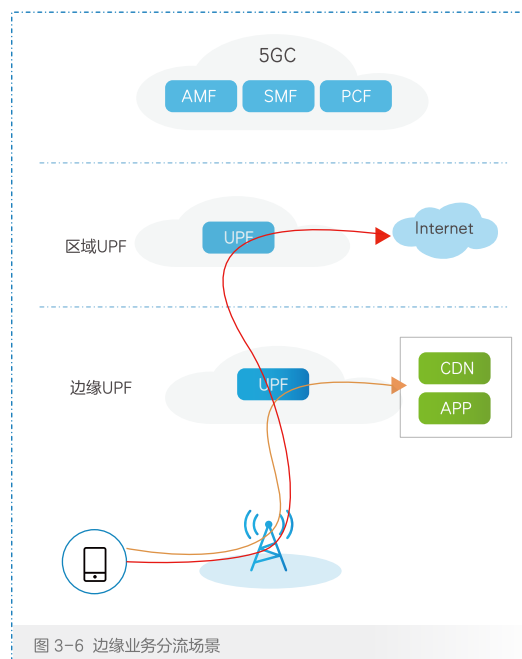 5GC
AMF SMF PCF
区域UPF
UPF
Internet
边缘UPF
UPF
CDN
APP
图 3-6 边缘业务分流场景